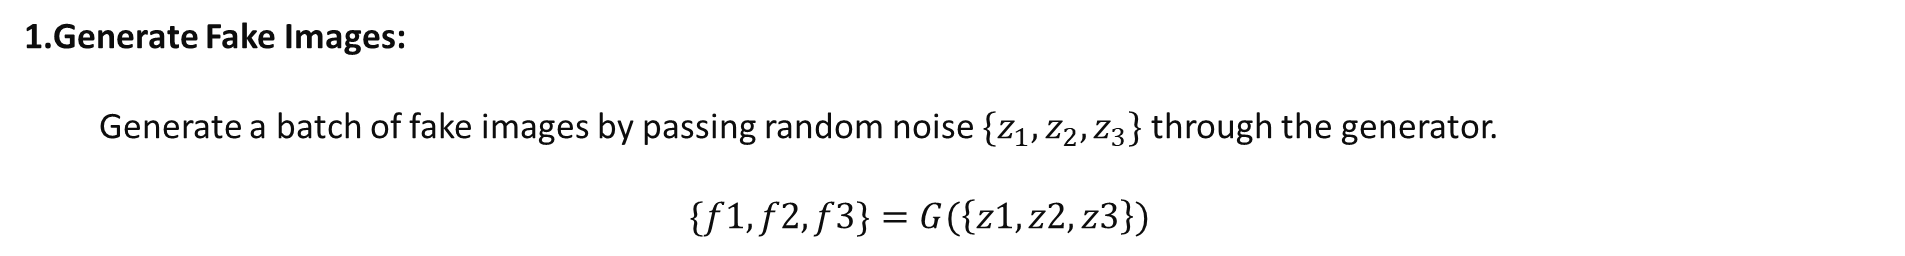 1.Generate Fake Images:
Generate a batch of fake images by passing random noise {𝑧₁, 𝑧₂, 𝑧₃} through the generator.
{𝑓1, 𝑓2, 𝑓3} = 𝐺({𝑧1, 𝑧2, 𝑧3})